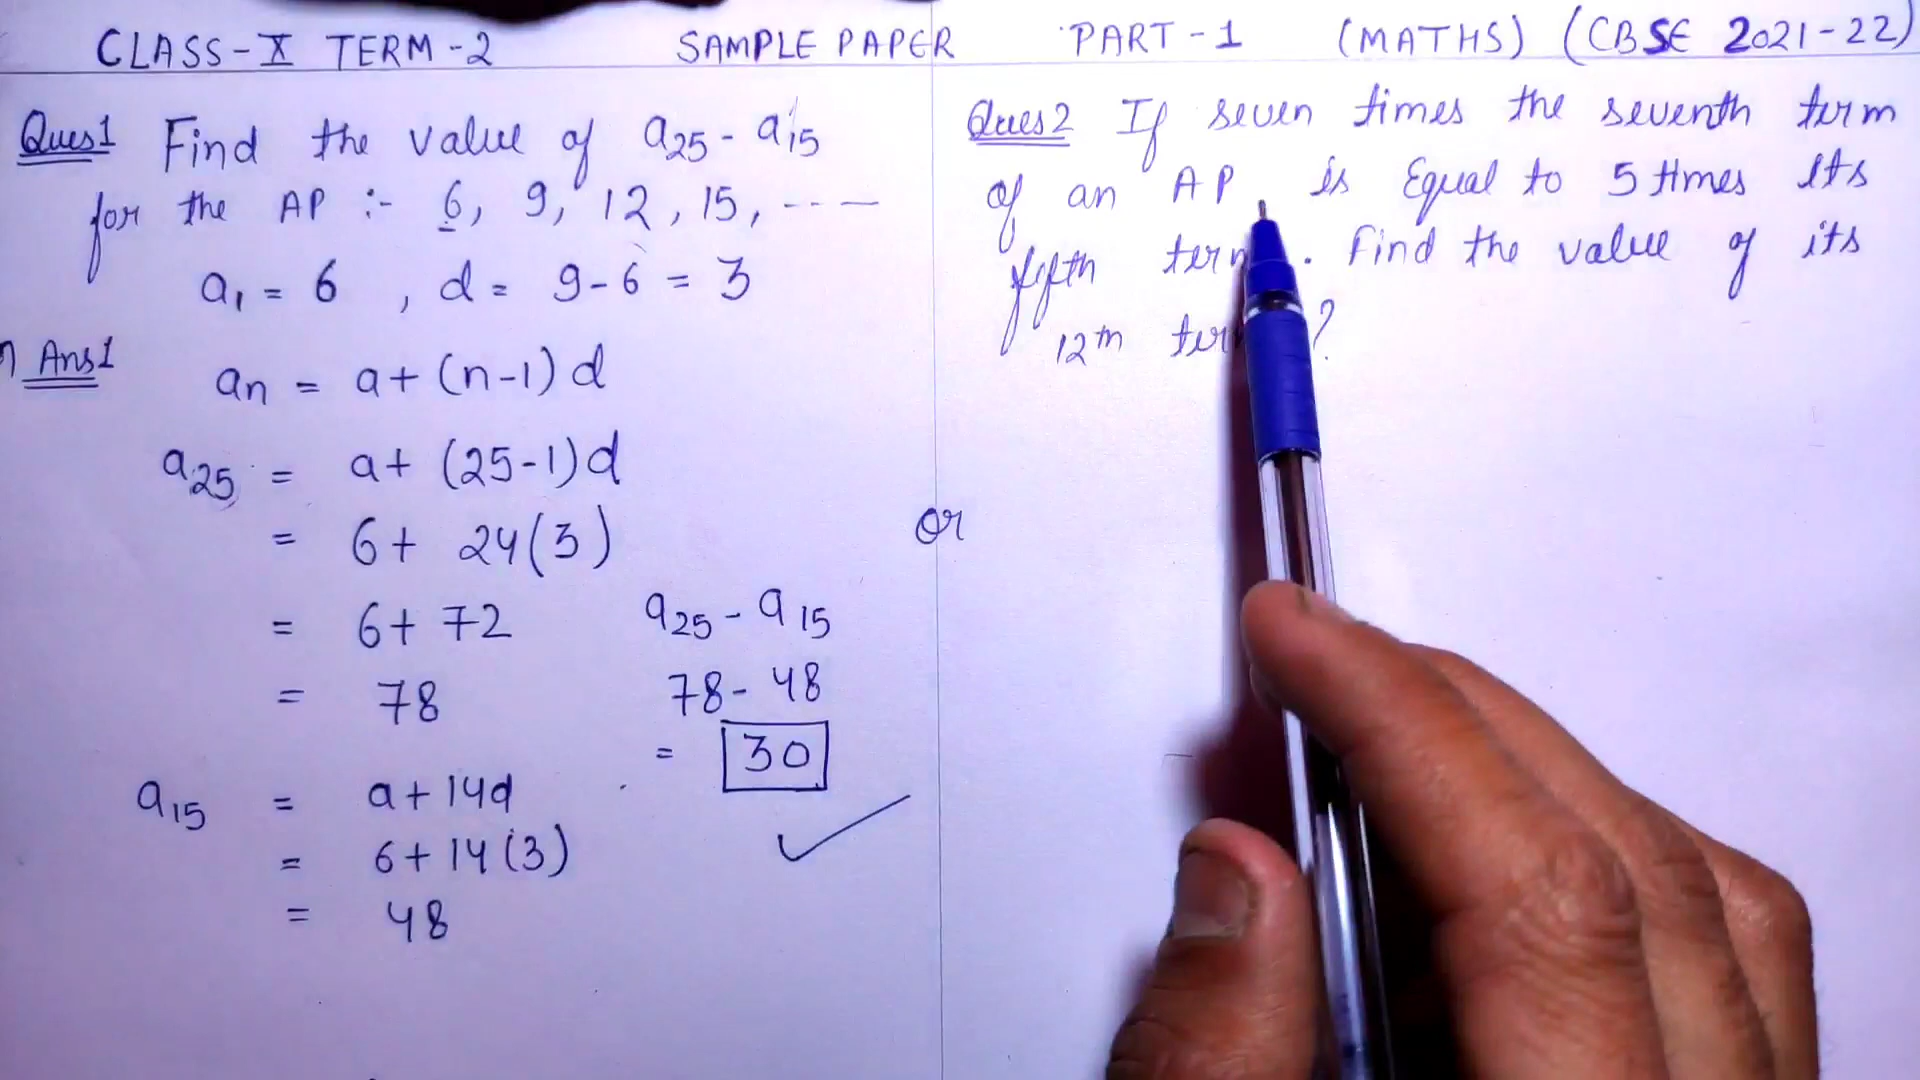 CLASS-X TERM-2 SAMPLE PAPER PART-1 (MATHS) (CBSE 2021-22)
Ques1 Find the value of a25 - a15
for the AP :- 6, 9, 12, 15, ----
a1 = 6 , d = 9-6 = 3
Ans1
an = a+(n-1)d
a25 = a+ (25-1)d
= 6+ 24(3)
= 6+ 72
= 78
a15 = a+14d
= 6+14(3)
= 48
a25 - a15
78- 48
= 30
or
Ques2 If seven times the seventh term
of an AP is Equal to 5 times Its
fifth term. Find the value of its
12th ?